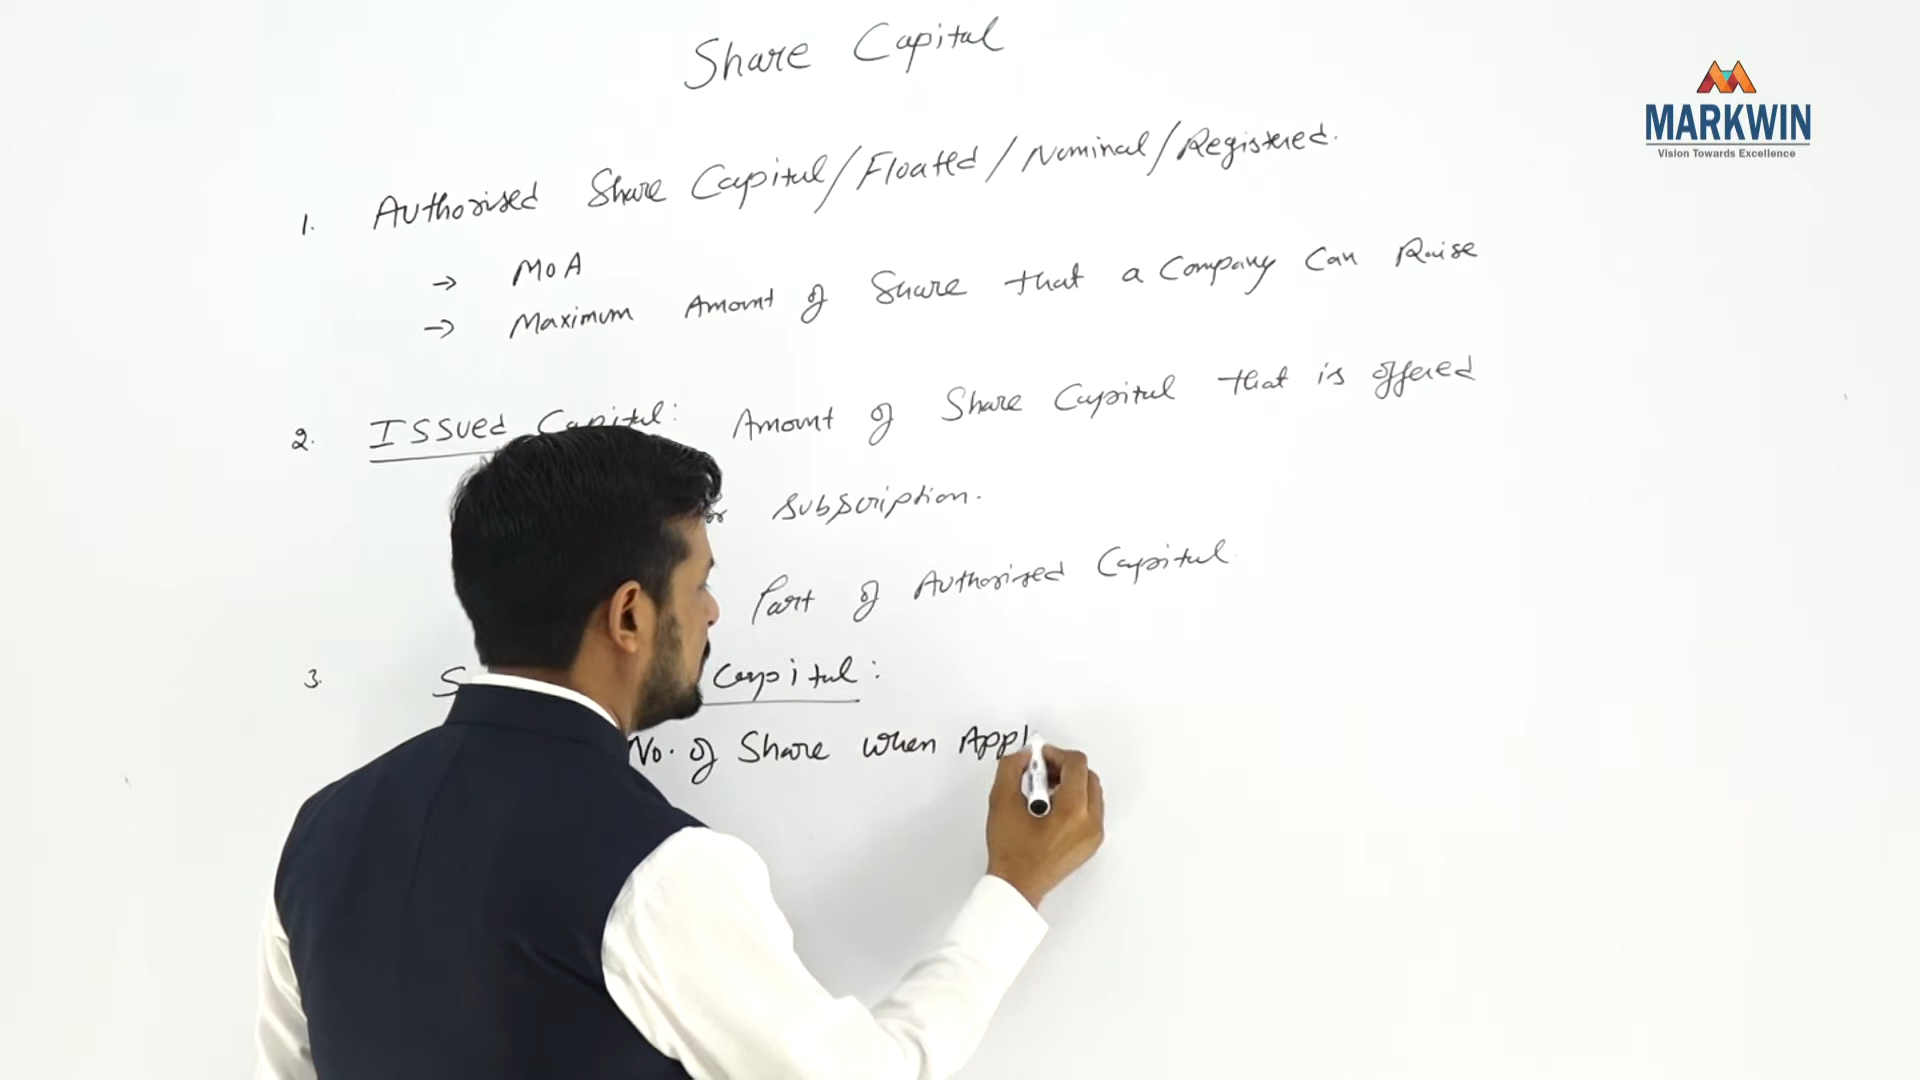 Share Capital
MARKWIN
Vision Towards Excellence
1. Authorised Share Capital/Floated/Nominal/Registered.
→ MOA
→ Maximum Amount of Share that a Company Can Raise
2. ISSUED Capital: Amount of Share Capital that is offered
subscription.
Part of Authorised Capital.
3. Capital:
No. of Share When Appl